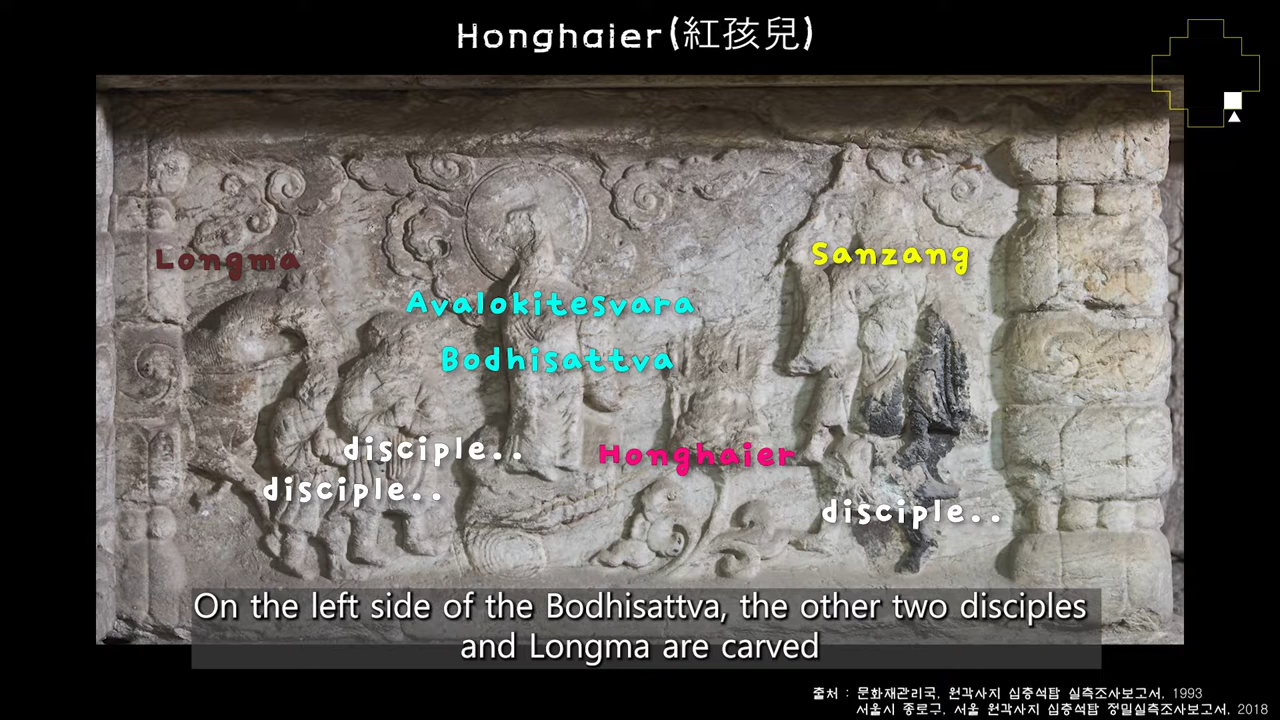 Honghaier(紅孩兒)
Longma
Sanzang
Avalokitesvara
Bodhisattva
disciple..
Honghaier
disciple..
disciple..
On the left side of the Bodhisattva, the other two disciples
and Longma are carved
출처 : 문화재관리국, 원각사지 십층석탑 실측조사보고서, 1993
서울시 종로구, 서울 원각사지 십층석탑 정밀실측조사보고서, 2018